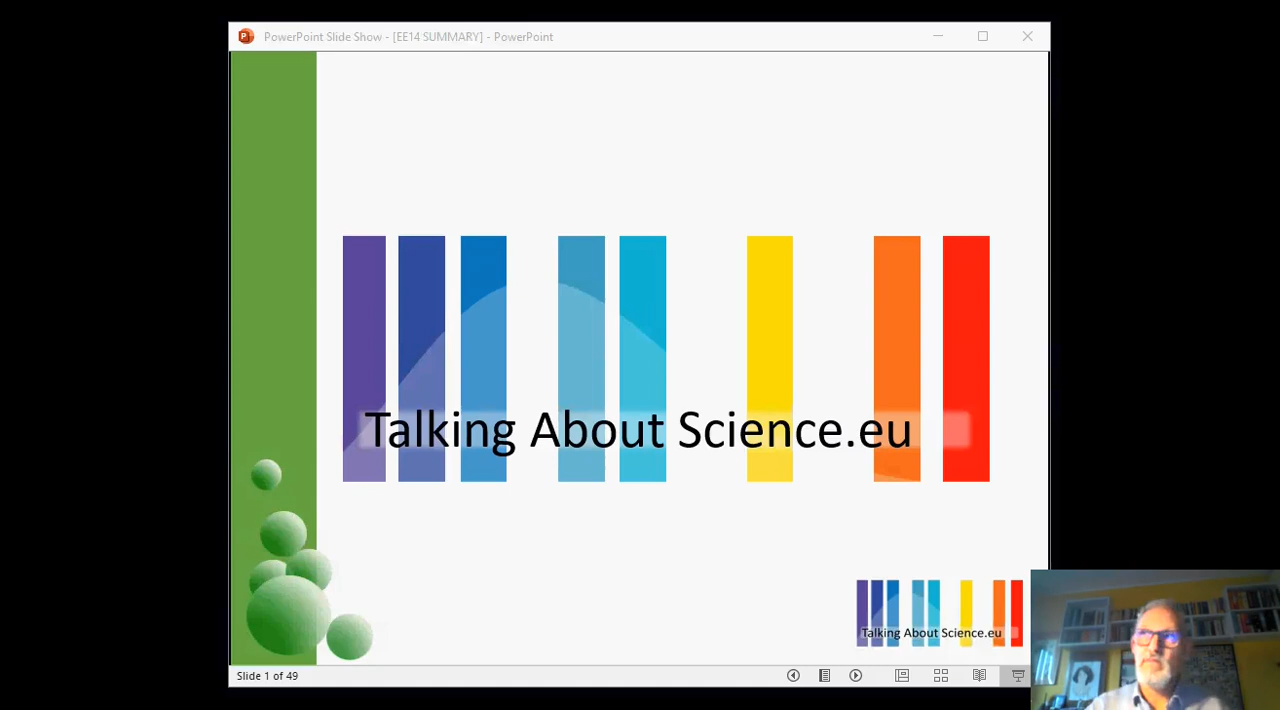 PowerPoint Slide Show - [EE14 SUMMARY] - PowerPoint
Talking About Science.eu
Talking About Science.eu
Slide 1 of 49